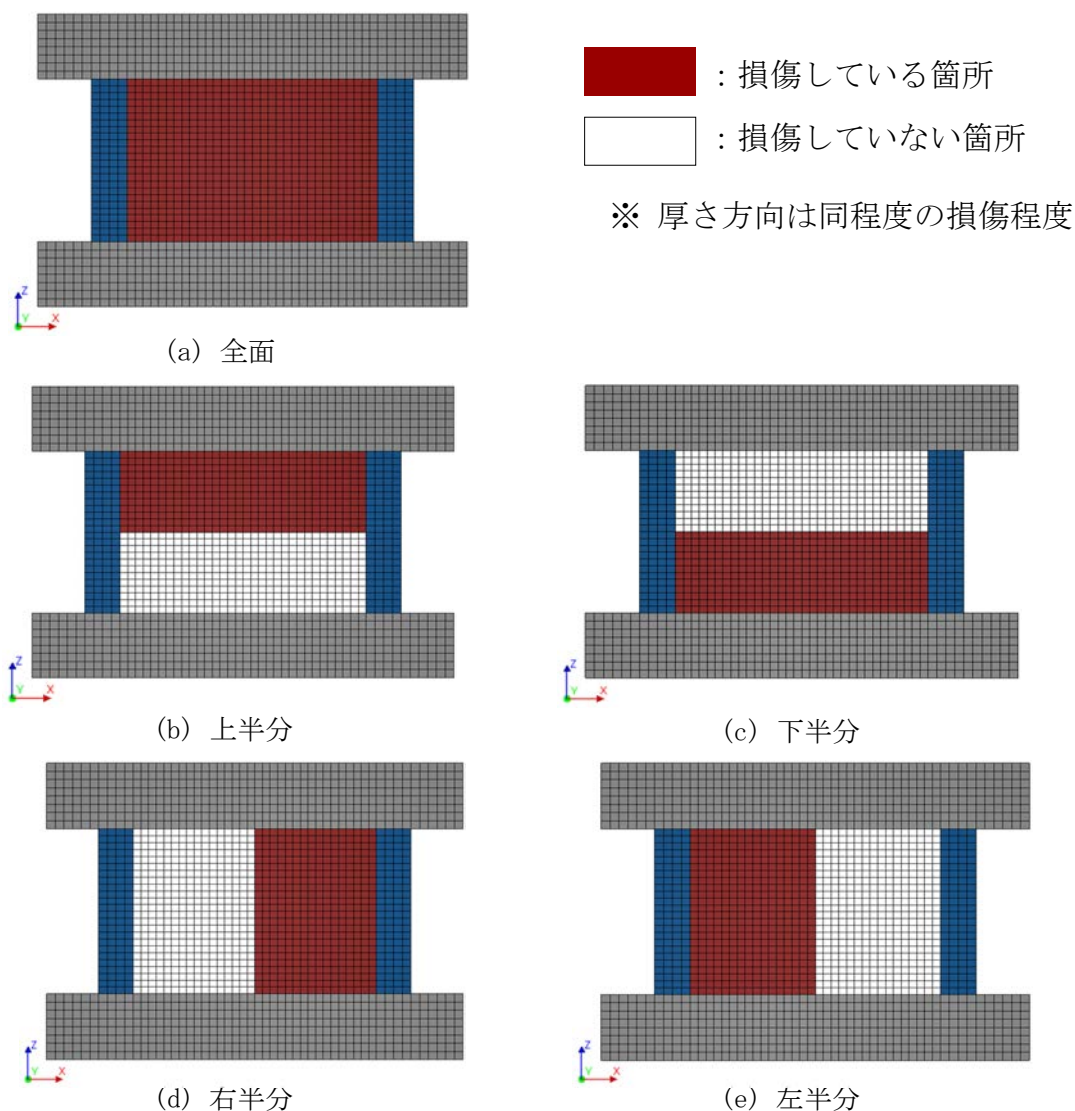 ：損傷している箇所
：損傷していない箇所
※ 厚さ方向は同程度の損傷程度
Z
Y X
(a) 全面
Z
Y X
(b) 上半分
Z
Y X
(c) 下半分
Z
Y X
(d) 右半分
Z
Y X
(e) 左半分